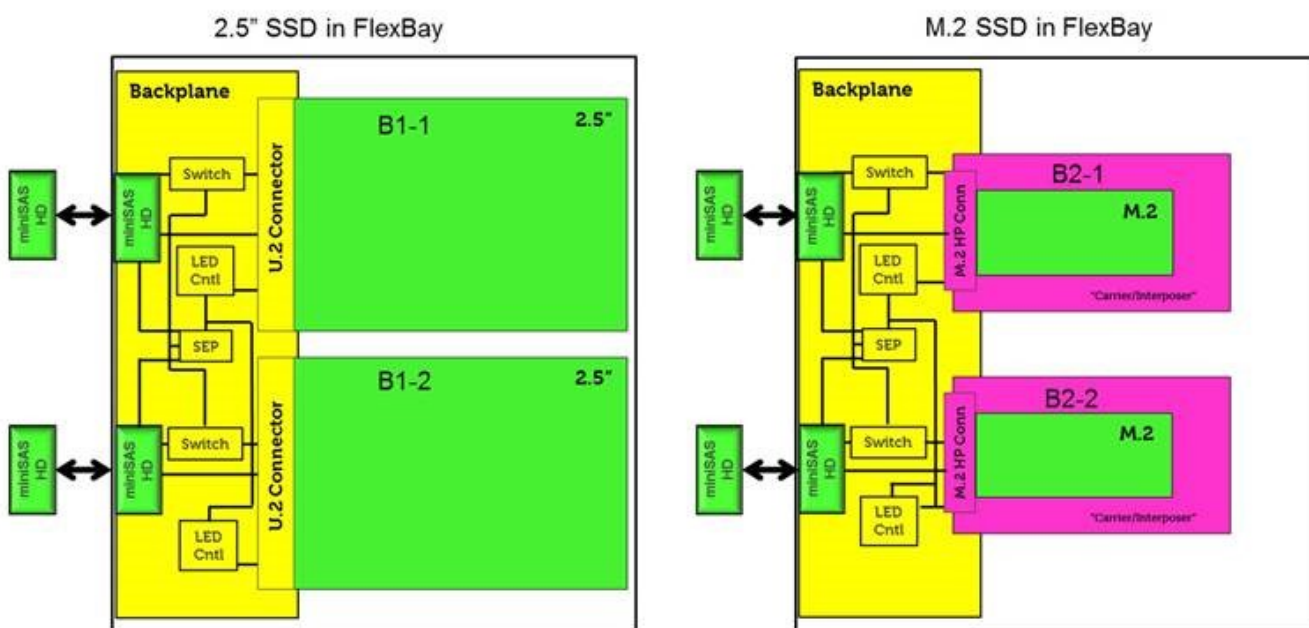 2.5” SSD in FlexBay
Backplane
B1-1
2.5”
Switch
miniSAS
HD
miniSAS
HD
U.2 Connector
LED
Cntl
SEP
B1-2
2.5”
Switch
miniSAS
HD
miniSAS
HD
U.2 Connector
LED
Cntl
M.2 SSD in FlexBay
Backplane
B2-1
Switch
M.2
miniSAS
HD
miniSAS
HD
M.2 HP Conn
LED
Cntl
"Carrier/Interposer"
SEP
B2-2
Switch
M.2
miniSAS
HD
miniSAS
HD
M.2 HP Conn
LED
Cntl
"Carrier/Interposer"